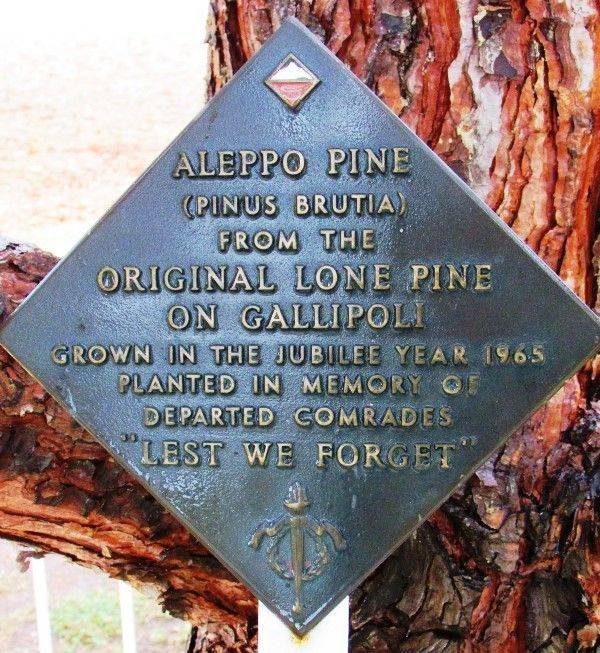 ALEPPO PINE
(PINUS BRUTIA)
FROM THE
ORIGINAL LONE PINE
ON GALLIPOLI
GROWN IN THE JUBILEE YEAR 1965
PLANTED IN MEMORY OF
DEPARTED COMRADES
"LEST WE FORGET"